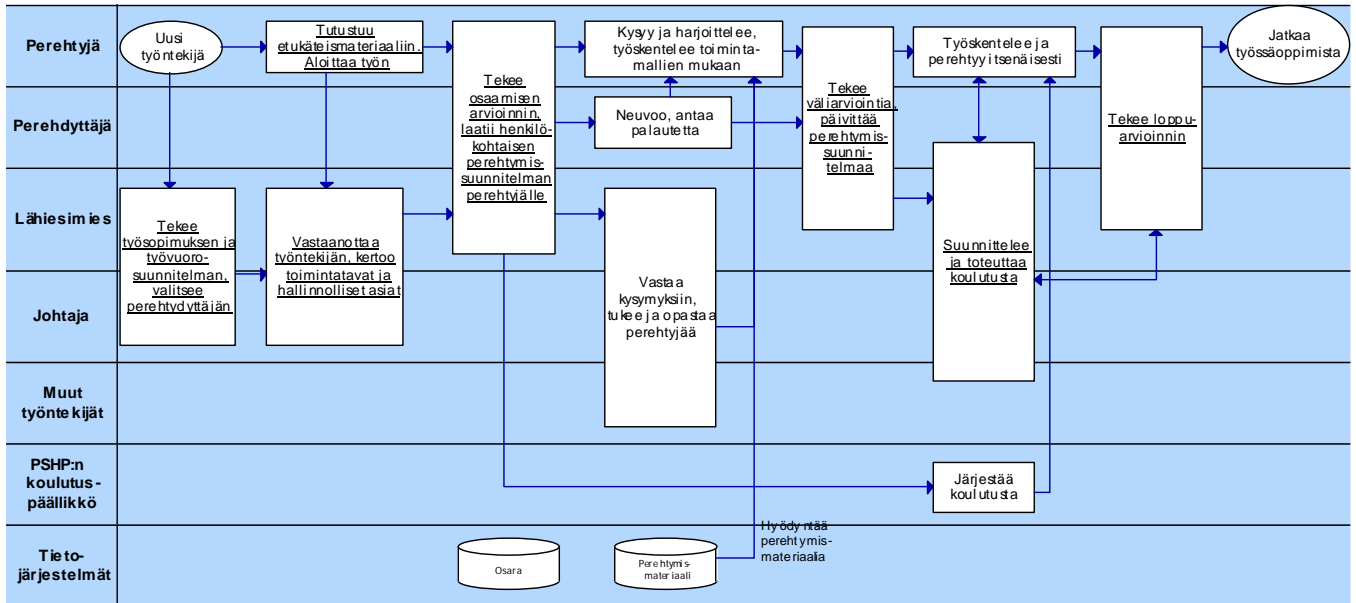 Perehtyjä
Uusi
työntekijä
Tutustuu
etukäteismateriaaliin.
Aloittaa työn
Tekee
osaamisen
arvioinnin,
laatii henkilö-
kohtaisen
perehtymis-
suunnitelman
perehtyjälle
Kysyy ja harjoittelee,
työskentelee toiminta-
mallien mukaan
Tekee
väliarviointia,
päivittää
perehtymis-
suunni-
telmaa
Työskentelee ja
perehtyy itsenäisesti
Tekee loppu-
arvioinnin
Jatkaa
työssäoppimista
Perehdyttäjä
Neuvoo, antaa
palautetta
Lähiesimies
Tekee
työsopimuksen ja
työvuoro-
suunnitelman,
valitsee
perehtydyttäjän
Vastaanottaa
työntekijän, kertoo
toimintatavat ja
hallinnolliset asiat
Vastaa
kysymyksiin,
tukee ja opastaa
perehtyjää
Suunnittelee
ja toteuttaa
koulutusta
Johtaja
Muut
työntekijät
PSHP:n
koulutus-
päällikkö
Järjestää
koulutusta
Tieto-
järjestelmät
Osara
Perehtymis-
materiaali
Hyödyntää
perehtymis-
materiaalia